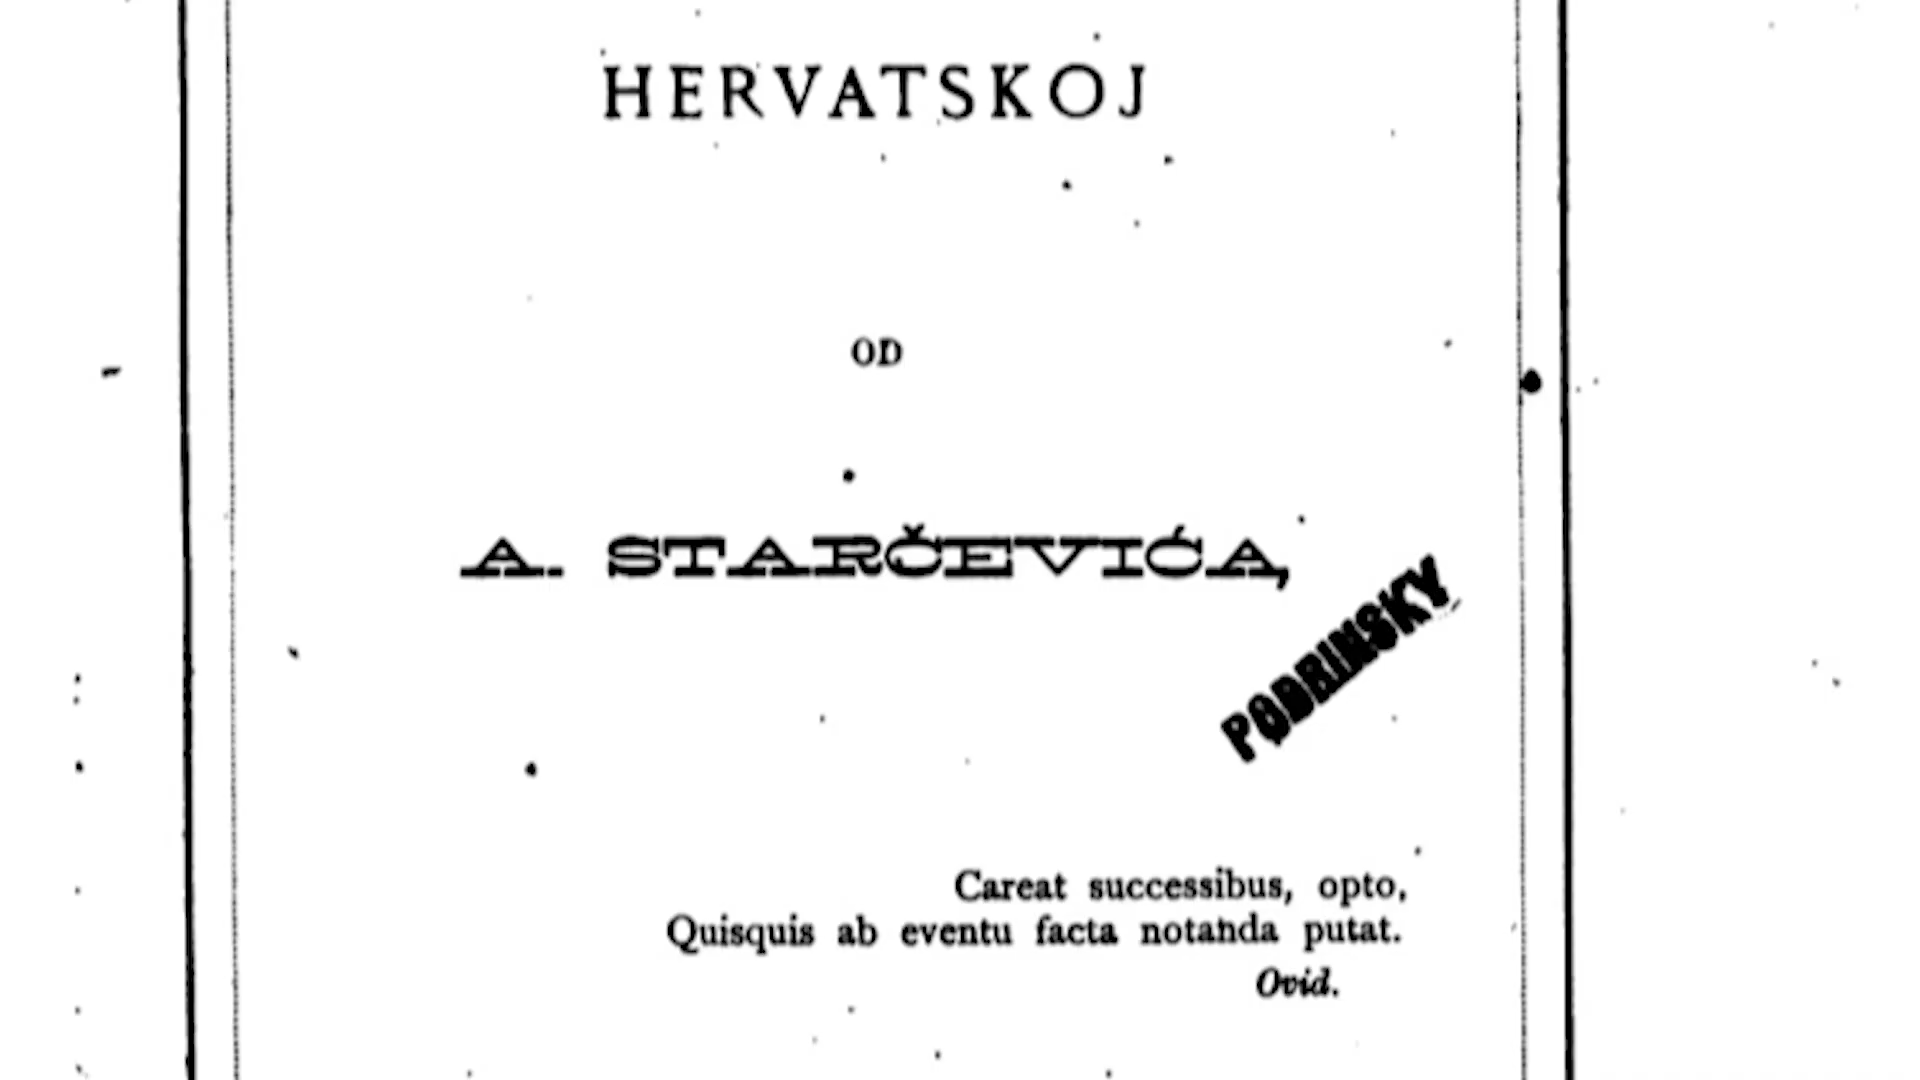 HERVATSKOJ
OD
A. STARČEVIĆA,
PODRINSKY
Careat successibus, opto,
Quisquis ab eventu facta notanda putat.
Ovid.